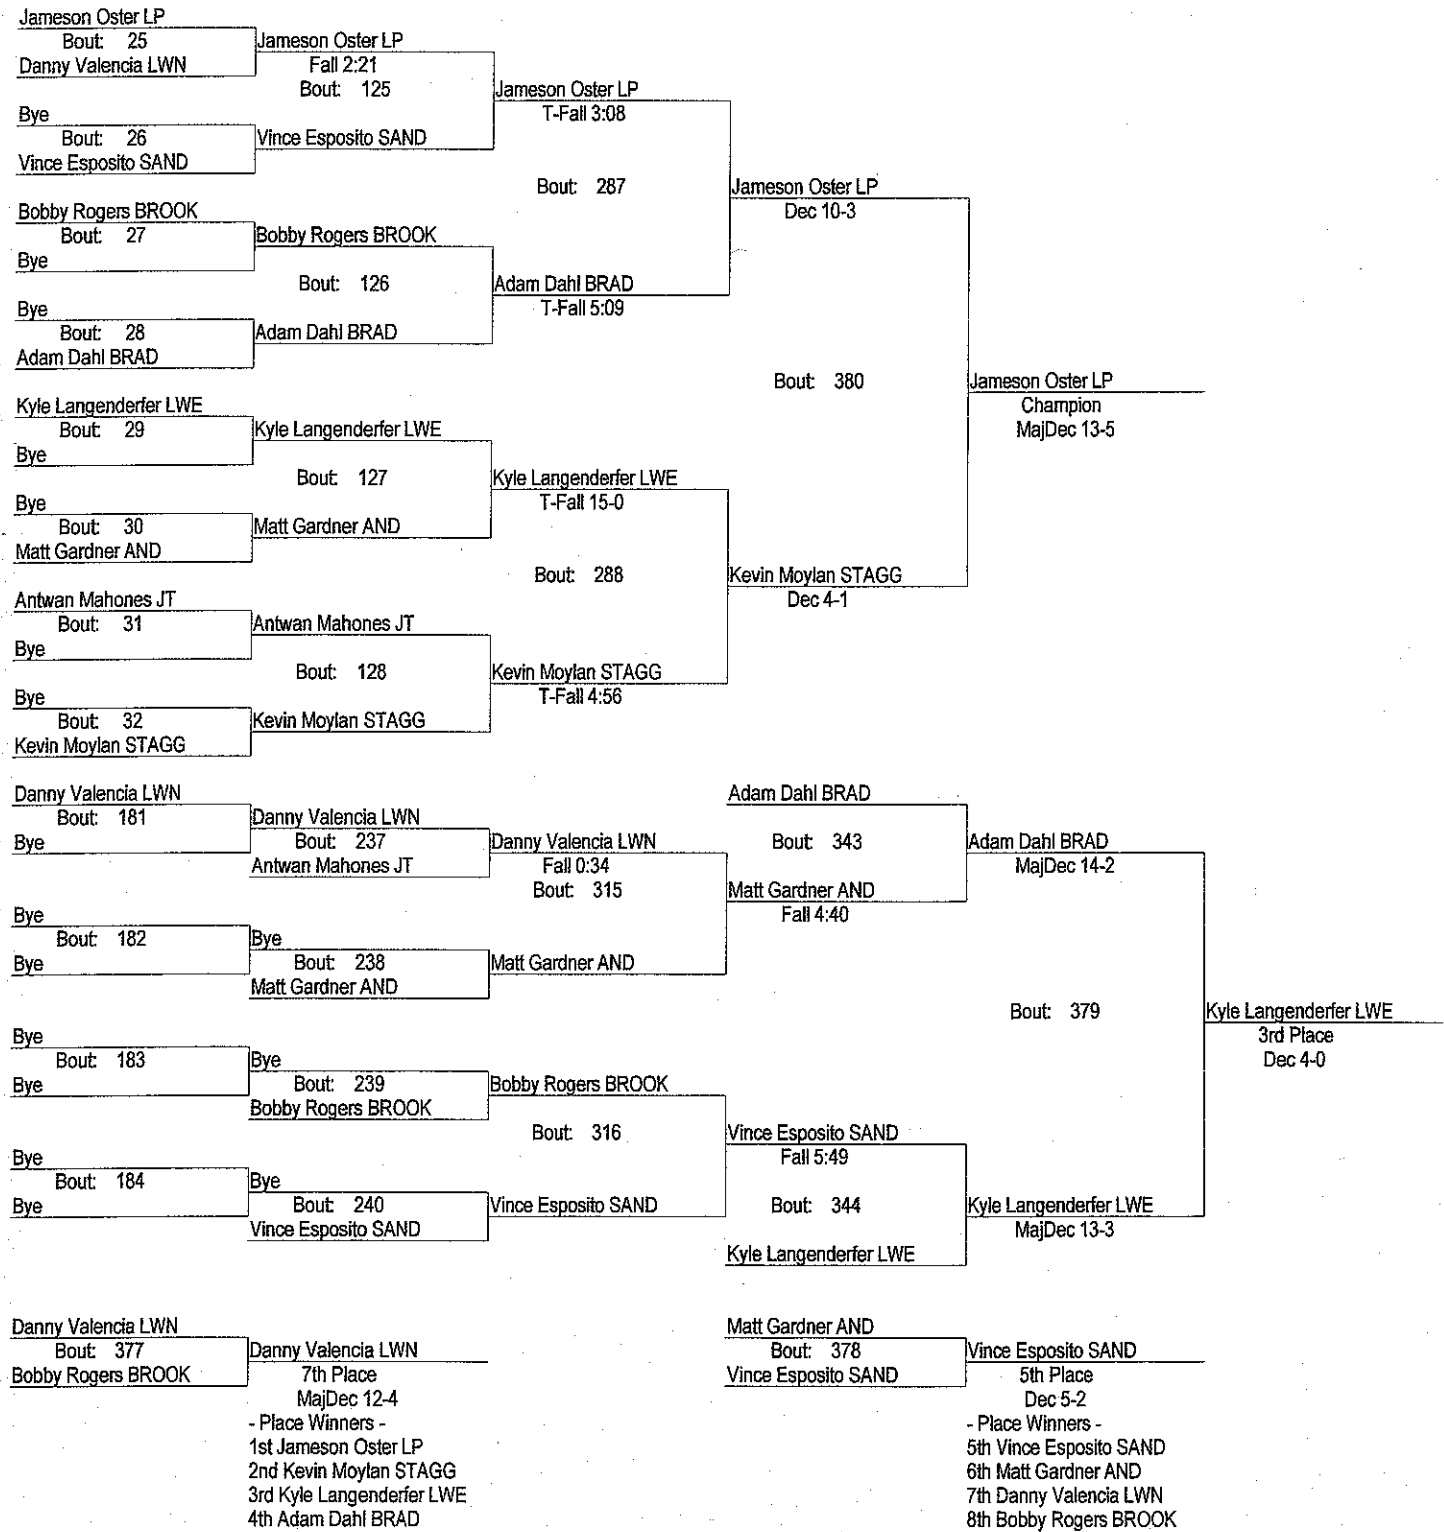 Jameson Oster LP
Bout: 25
Danny Valencia LWN
Jameson Oster LP
Fall 2:21
Bout: 125
Bye
Bout: 26
Vince Esposito SAND
Vince Esposito SAND
Jameson Oster LP
T-Fall 3:08
Bout: 287
Bobby Rogers BROOK
Bout: 27
Bye
Bobby Rogers BROOK
Bout: 126
Bye
Bout: 28
Adam Dahl BRAD
Adam Dahl BRAD
Adam Dahl BRAD
T-Fall 5:09
Jameson Oster LP
Dec 10-3
Bout: 380
Jameson Oster LP
Champion
MajDec 13-5
Kyle Langenderfer LWE
Bout: 29
Bye
Kyle Langenderfer LWE
Bout: 127
Bye
Bout: 30
Matt Gardner AND
Matt Gardner AND
Kyle Langenderfer LWE
T-Fall 15-0
Bout: 288
Antwan Mahones JT
Bout: 31
Bye
Antwan Mahones JT
Bout: 128
Bye
Bout: 32
Kevin Moylan STAGG
Kevin Moylan STAGG
Kevin Moylan STAGG
T-Fall 4:56
Kevin Moylan STAGG
Dec 4-1
Danny Valencia LWN
Bout: 181
Bye
Danny Valencia LWN
Bout: 237
Antwan Mahones JT
Danny Valencia LWN
Fall 0:34
Bout: 315
Bye
Bout: 182
Bye
Bye
Bout: 238
Matt Gardner AND
Matt Gardner AND
Adam Dahl BRAD
Bout: 343
Matt Gardner AND
Fall 4:40
Adam Dahl BRAD
MajDec 14-2
Bout: 379
Kyle Langenderfer LWE
3rd Place
Dec 4-0
Bye
Bout: 183
Bye
Bye
Bout: 239
Bobby Rogers BROOK
Bobby Rogers BROOK
Bout: 316
Bye
Bout: 184
Bye
Bye
Bout: 240
Vince Esposito SAND
Vince Esposito SAND
Vince Esposito SAND
Fall 5:49
Bout: 344
Kyle Langenderfer LWE
Kyle Langenderfer LWE
MajDec 13-3
Danny Valencia LWN
Bout: 377
Bobby Rogers BROOK
Danny Valencia LWN
7th Place
MajDec 12-4
- Place Winners -
1st Jameson Oster LP
2nd Kevin Moylan STAGG
3rd Kyle Langenderfer LWE
4th Adam Dahl BRAD
Matt Gardner AND
Bout: 378
Vince Esposito SAND
Vince Esposito SAND
5th Place
Dec 5-2
- Place Winners -
5th Vince Esposito SAND
6th Matt Gardner AND
7th Danny Valencia LWN
8th Bobby Rogers BROOK